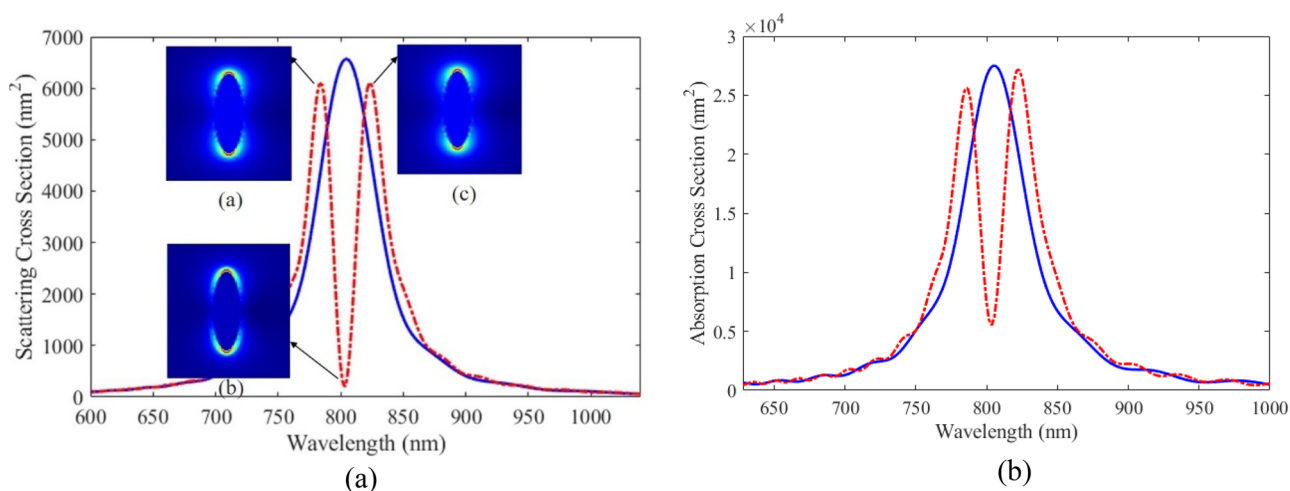 7000
6000
5000
4000
3000
2000
1000
0
Scattering Cross Section (nm²)
(a)
(c)
(b)
600 650 700 750 800 850 900 950 1000
Wavelength (nm)
(a)
×10⁴
3
2.5
2
1.5
1
0.5
0
Absorption Cross Section (nm²)
650 700 750 800 850 900 950 1000
Wavelength (nm)
(b)